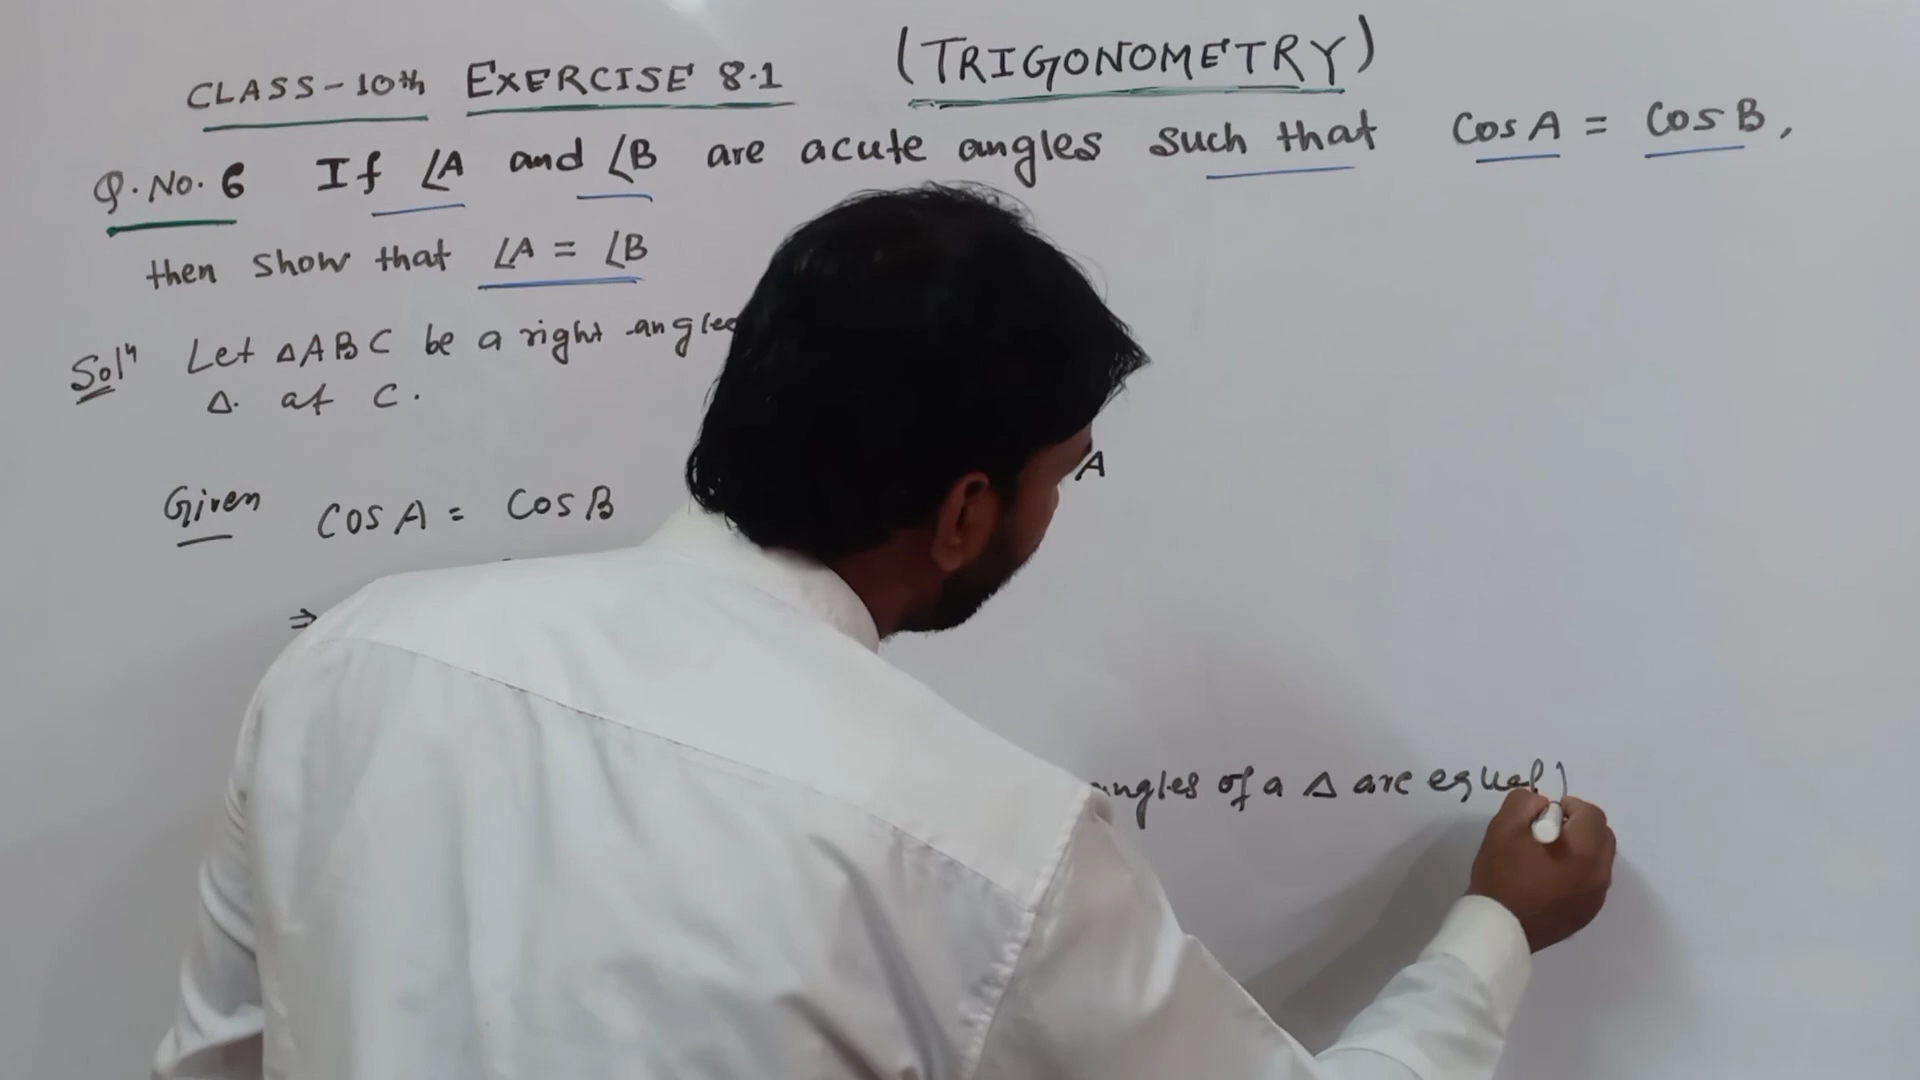 CLASS-10th EXERCISE 8.1 (TRIGONOMETRY)
Q.No.6 If ∠A and ∠B are acute angles such that Cos A = Cos B,
then show that ∠A = ∠B
Solⁿ Let △ABC be a right angled
△ at C.
A
Given Cos A = Cos B
⇒
angles of a △ are equal)